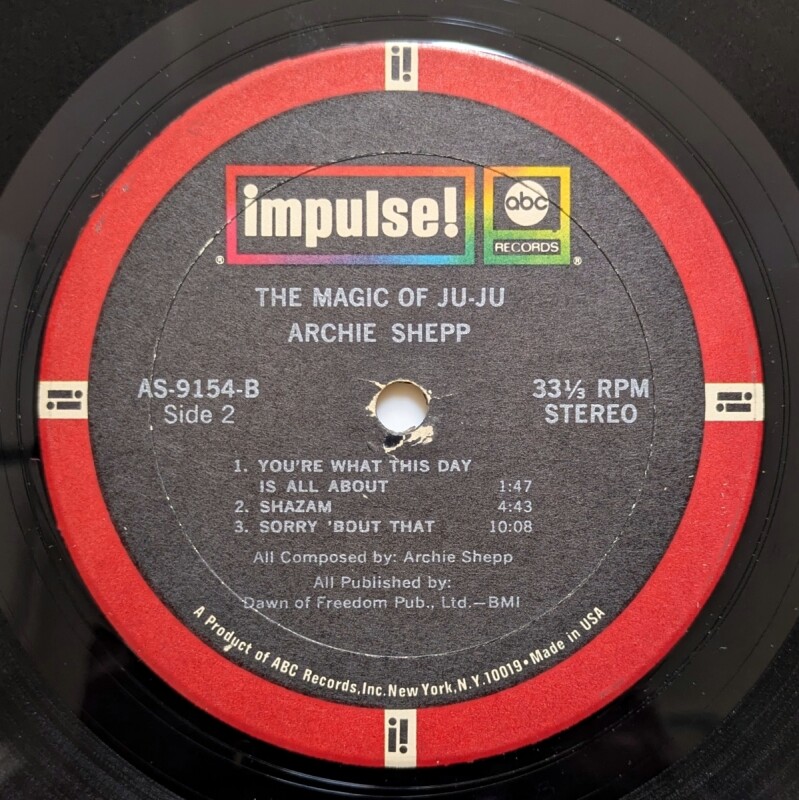 i!
impulse!
abc
RECORDS
®
®
THE MAGIC OF JU-JU
ARCHIE SHEPP
AS-9154-B
Side 2
33⅓ RPM
STEREO
i!
i!
1. YOU'RE WHAT THIS DAY
IS ALL ABOUT 1:47
2. SHAZAM 4:43
3. SORRY 'BOUT THAT 10:08
All Composed by: Archie Shepp
All Published by:
Dawn of Freedom Pub., Ltd.—BMI
A Product of ABC Records, Inc. New York, N.Y. 10019 • Made in USA
i!